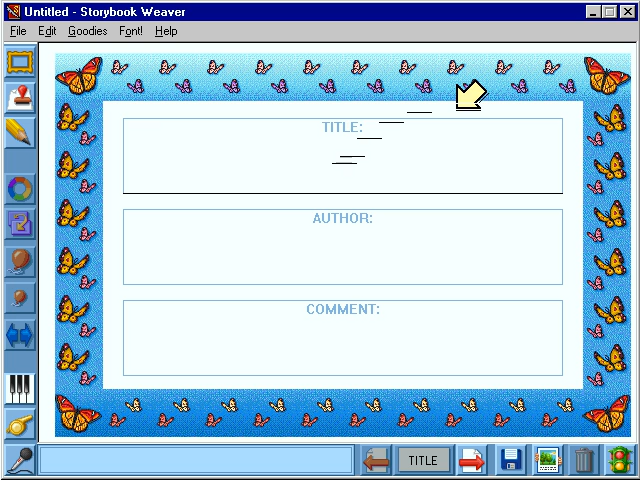 Untitled - Storybook Weaver
File Edit Goodies Font! Help
TITLE:
AUTHOR:
COMMENT:
TITLE